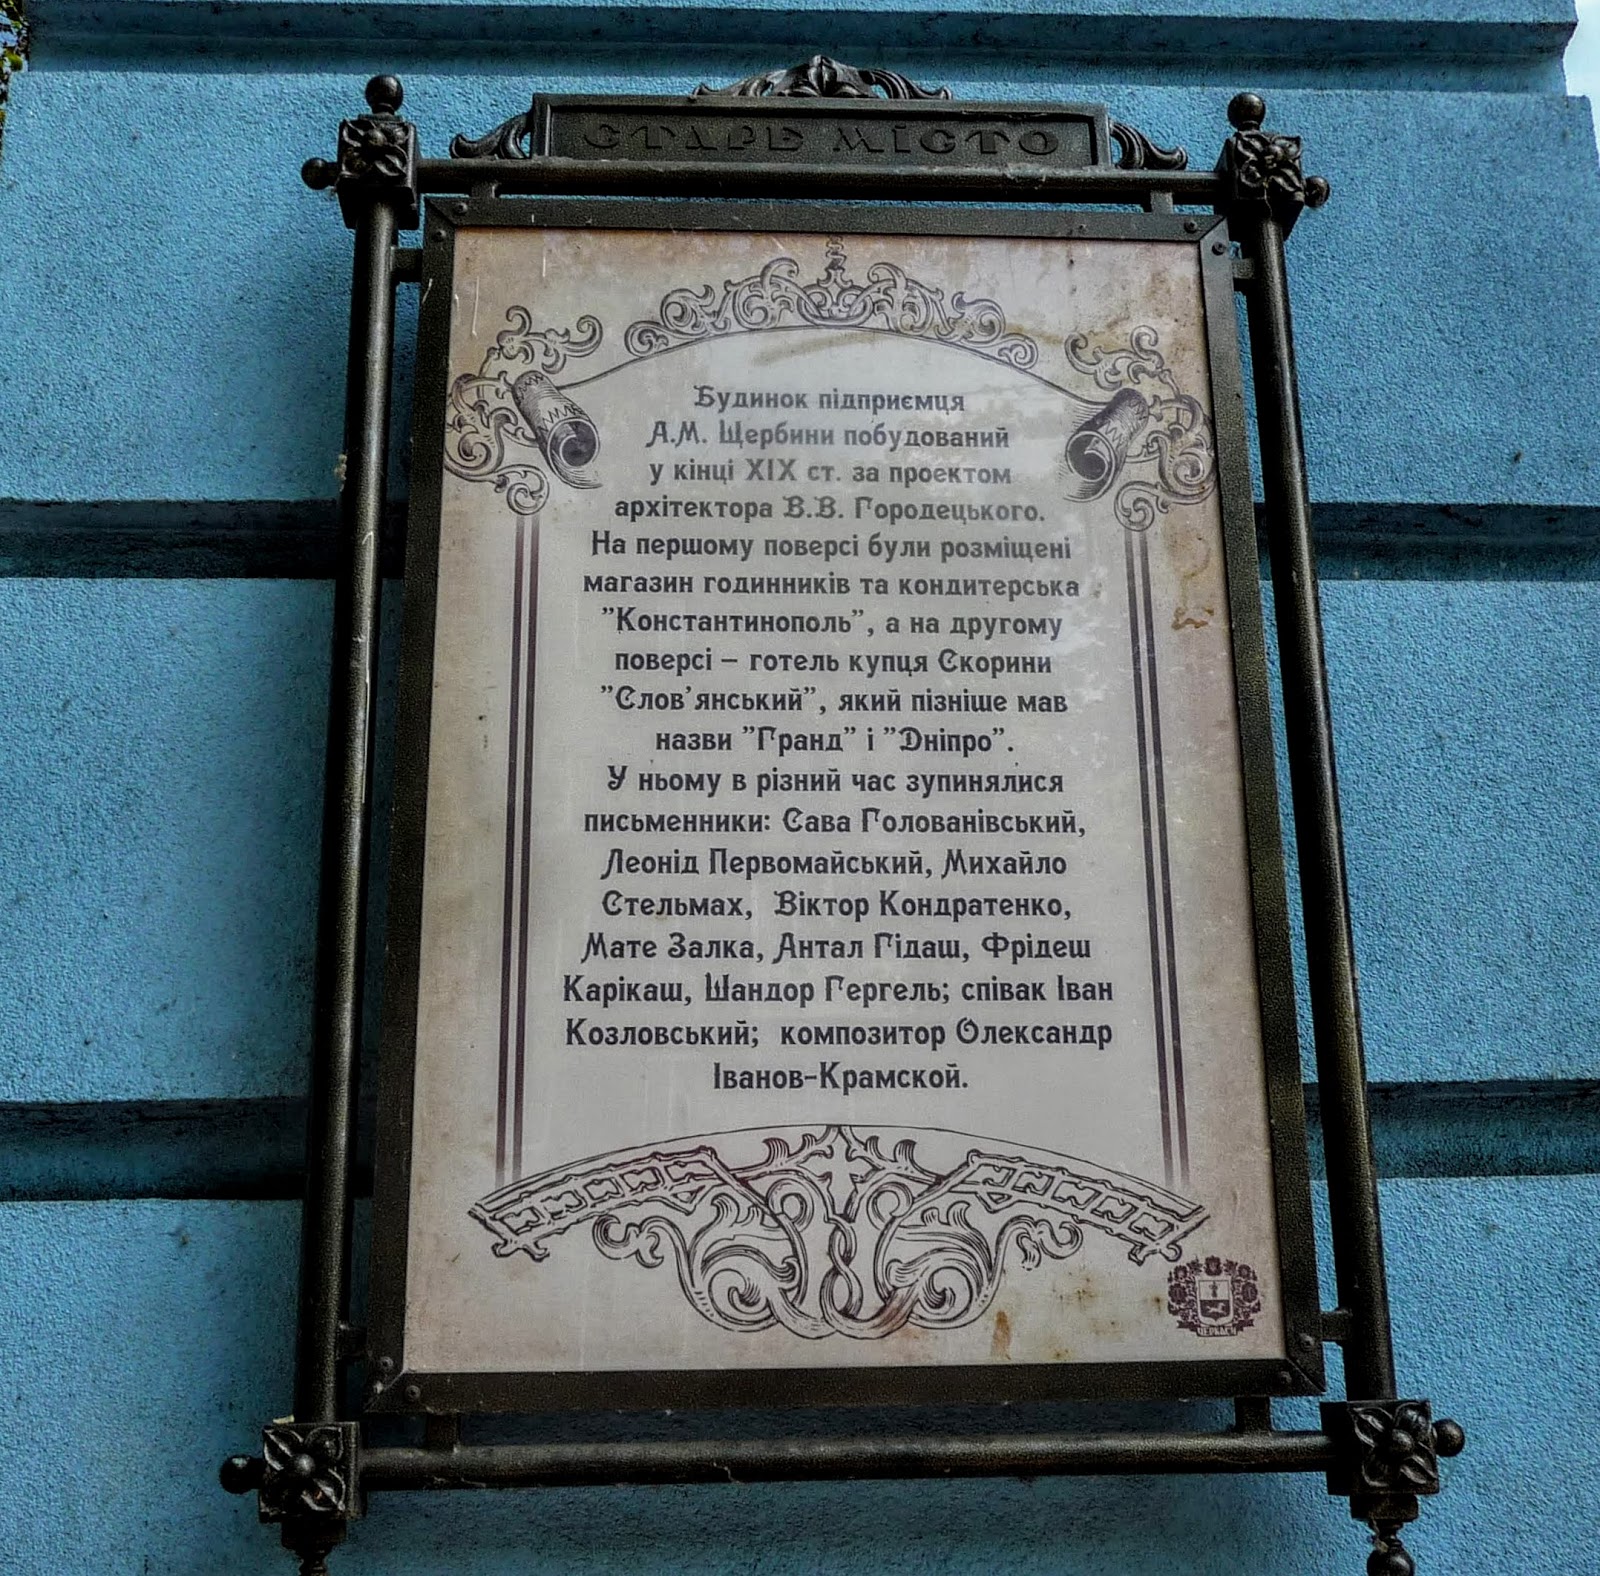 СТАРЕ МІСТО
Будинок підприємця
А.М. Щербини побудований
у кінці XIX ст. за проектом
архітектора В.В. Городецького.
На першому поверсі були розміщені
магазин годинників та кондитерська
"Константинополь", а на другому
поверсі – готель купця Скорини
"Слов'янський", який пізніше мав
назви "Гранд" і "Дніпро".
У ньому в різний час зупинялися
письменники: Сава Голованівський,
Леонід Первомайський, Михайло
Стельмах, Віктор Кондратенко,
Мате Залка, Антал Гідаш, Фрідеш
Карікаш, Шандор Гергель; співак Іван
Козловський; композитор Олександр
Іванов-Крамской.
ЧЕРКАСИ